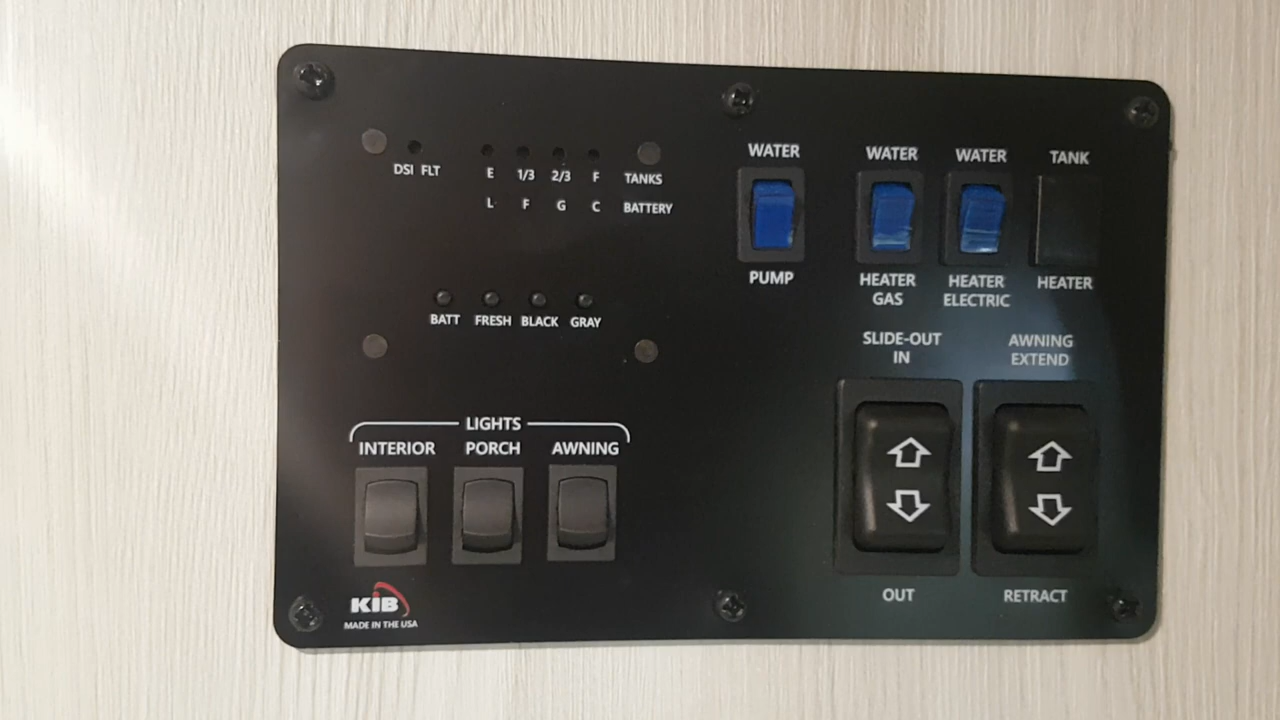 DSI FLT
E 1/3 2/3 F TANKS
L F G C BATTERY
BATT FRESH BLACK GRAY
LIGHTS
INTERIOR PORCH AWNING
KIB
MADE IN THE USA
WATER
PUMP
WATER
HEATER
GAS
WATER
HEATER
ELECTRIC
TANK
HEATER
SLIDE-OUT
IN
OUT
AWNING
EXTEND
RETRACT